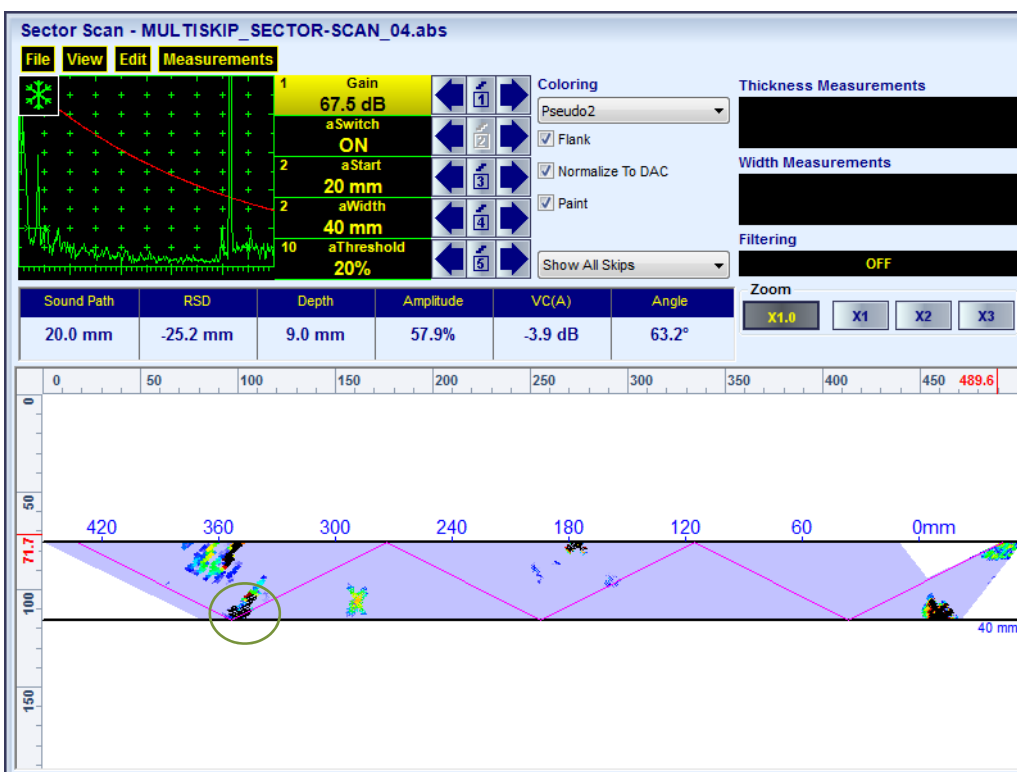 Sector Scan - MULTISKIP_SECTOR-SCAN_04.abs
File View Edit Measurements
1 Gain
67.5 dB
1
aSwitch
ON
2
2 aStart
20 mm
3
2 aWidth
40 mm
4
10 aThreshold
20%
5
Coloring
Pseudo2
Flank
Normalize To DAC
Paint
Show All Skips
Thickness Measurements
Width Measurements
Filtering
OFF
Zoom
X1.0 X1 X2 X3
Sound Path RSD Depth Amplitude VC(A) Angle
20.0 mm -25.2 mm 9.0 mm 57.9% -3.9 dB 63.2°
0 50 100 150 200 250 300 350 400 450 489.6
0
50
71.7
100
150
420 360 300 240 180 120 60 0mm
40 mm